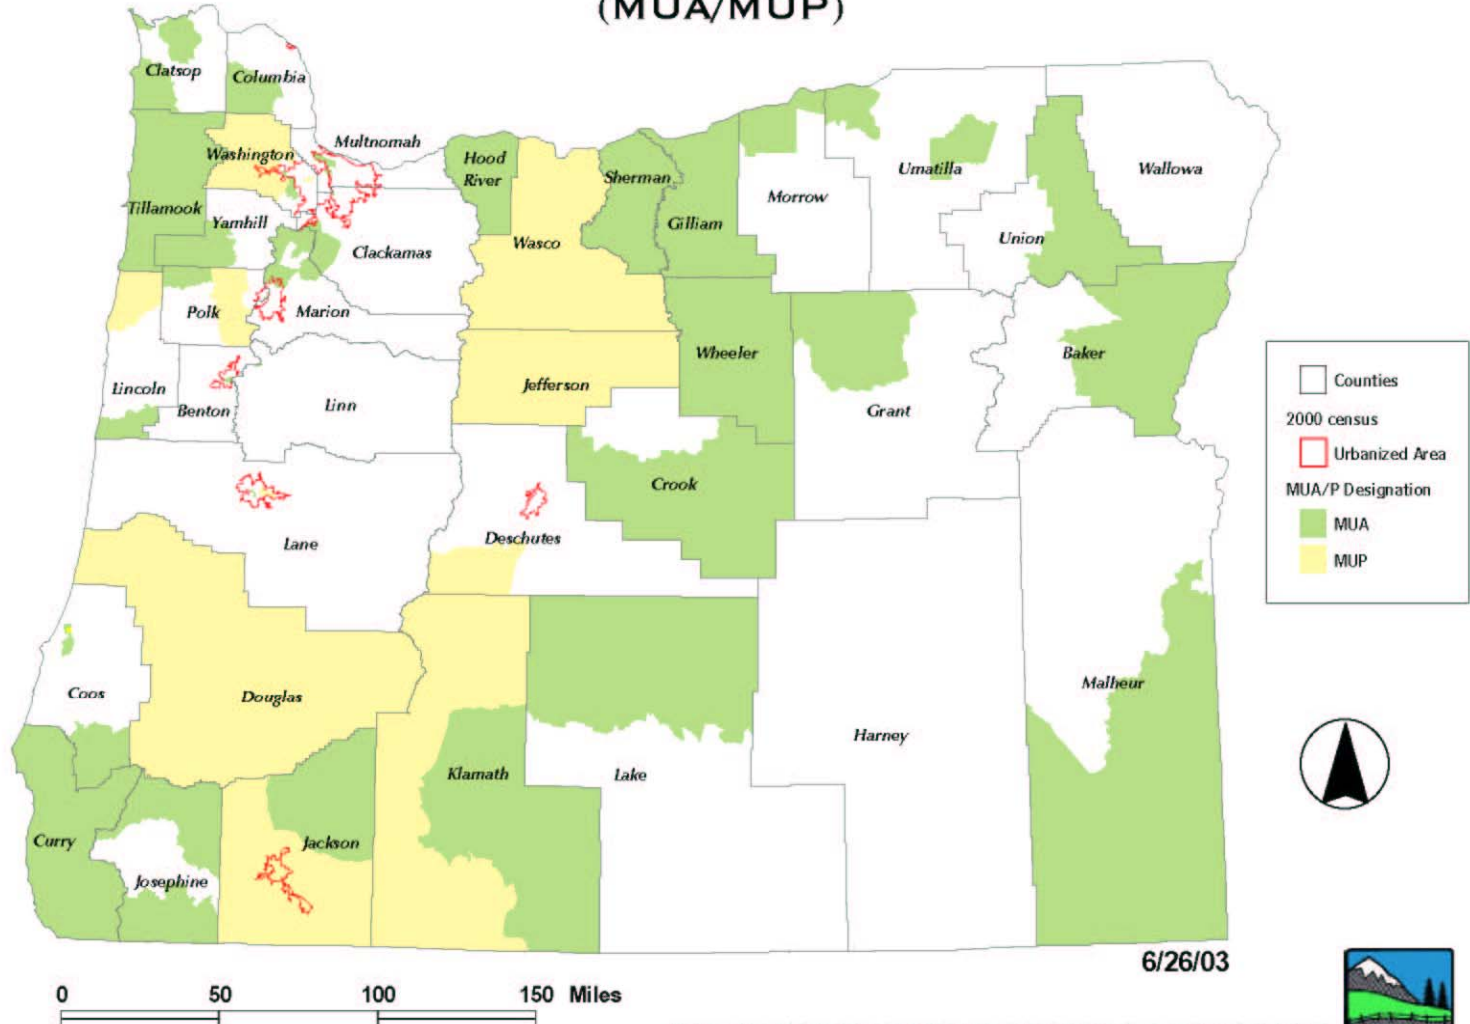 (MUA/MUP)
Clatsop
Columbia
Multnomah
Washington
Hood
River
Sherman
Umatilla
Wallowa
Morrow
Tillamook
Yamhill
Gilliam
Union
Clackamas
Wasco
Polk
Marion
Wheeler
Baker
Lincoln
Jefferson
Benton
Linn
Grant
Crook
Lane
Deschutes
Coos
Douglas
Malheur
Harney
Klamath
Lake
Curry
Jackson
Josephine
Counties
2000 census
Urbanized Area
MUA/P Designation
MUA
MUP
6/26/03
0 50 100 150 Miles